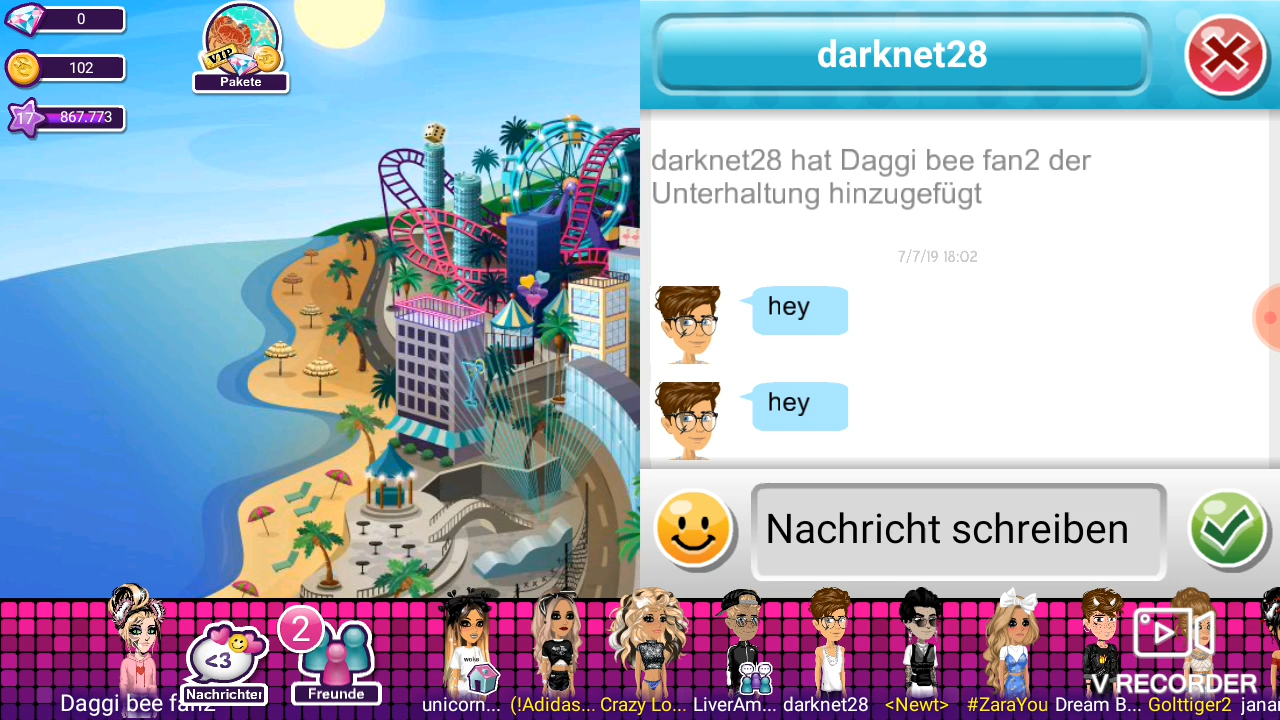 0
102
17 867.773
VIP
Pakete
darknet28
darknet28 hat Daggi bee fan2 der
Unterhaltung hinzugefügt
7/7/19 18:02
hey
hey
Nachricht schreiben
Daggi bee fan2
<3
Nachrichten
2
Freunde
unicorn... (!Adidas... Crazy Lo... LiverAm... darknet28 <Newt> #ZaraYou Dream B... Golttiger2 janai
V RECORDER